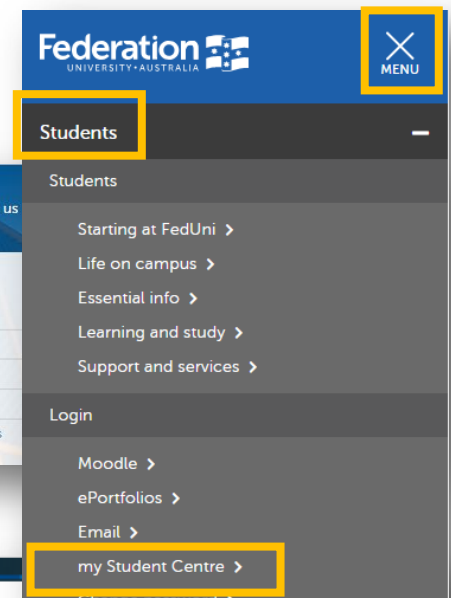 Federation
UNIVERSITY•AUSTRALIA
MENU
Students
us
Students
Starting at FedUni
Life on campus
Essential info
Learning and study
Support and services
Login
Moodle
ePortfolios
Email
my Student Centre